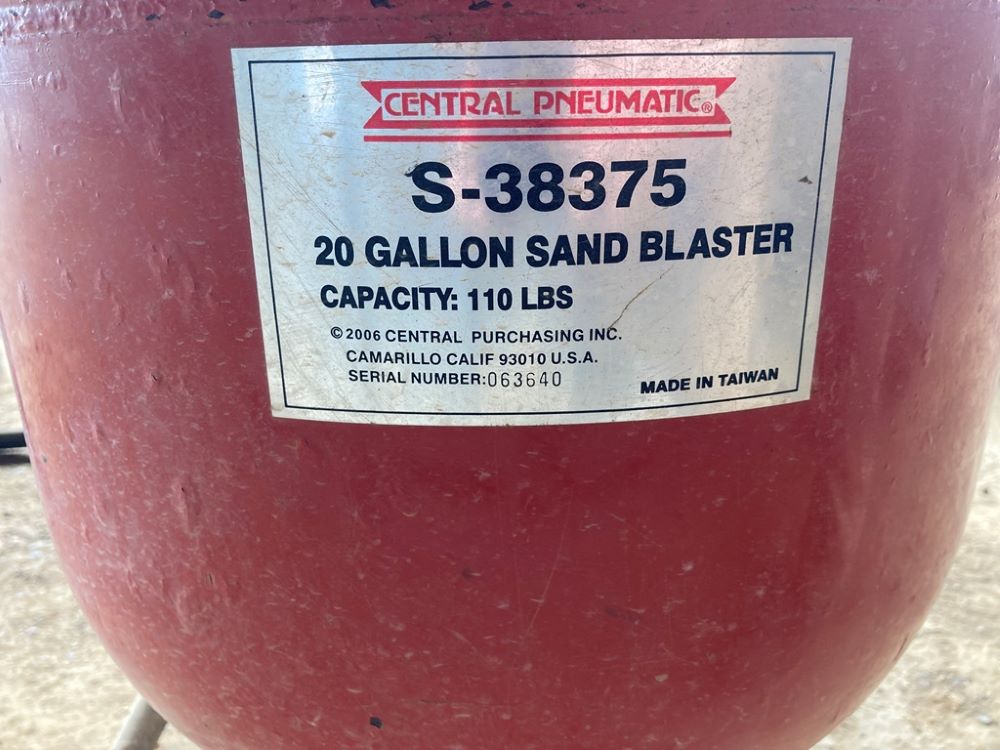 CENTRAL PNEUMATIC®
S-38375
20 GALLON SAND BLASTER
CAPACITY: 110 LBS
© 2006 CENTRAL PURCHASING INC.
CAMARILLO CALIF 93010 U.S.A.
SERIAL NUMBER:063640
MADE IN TAIWAN